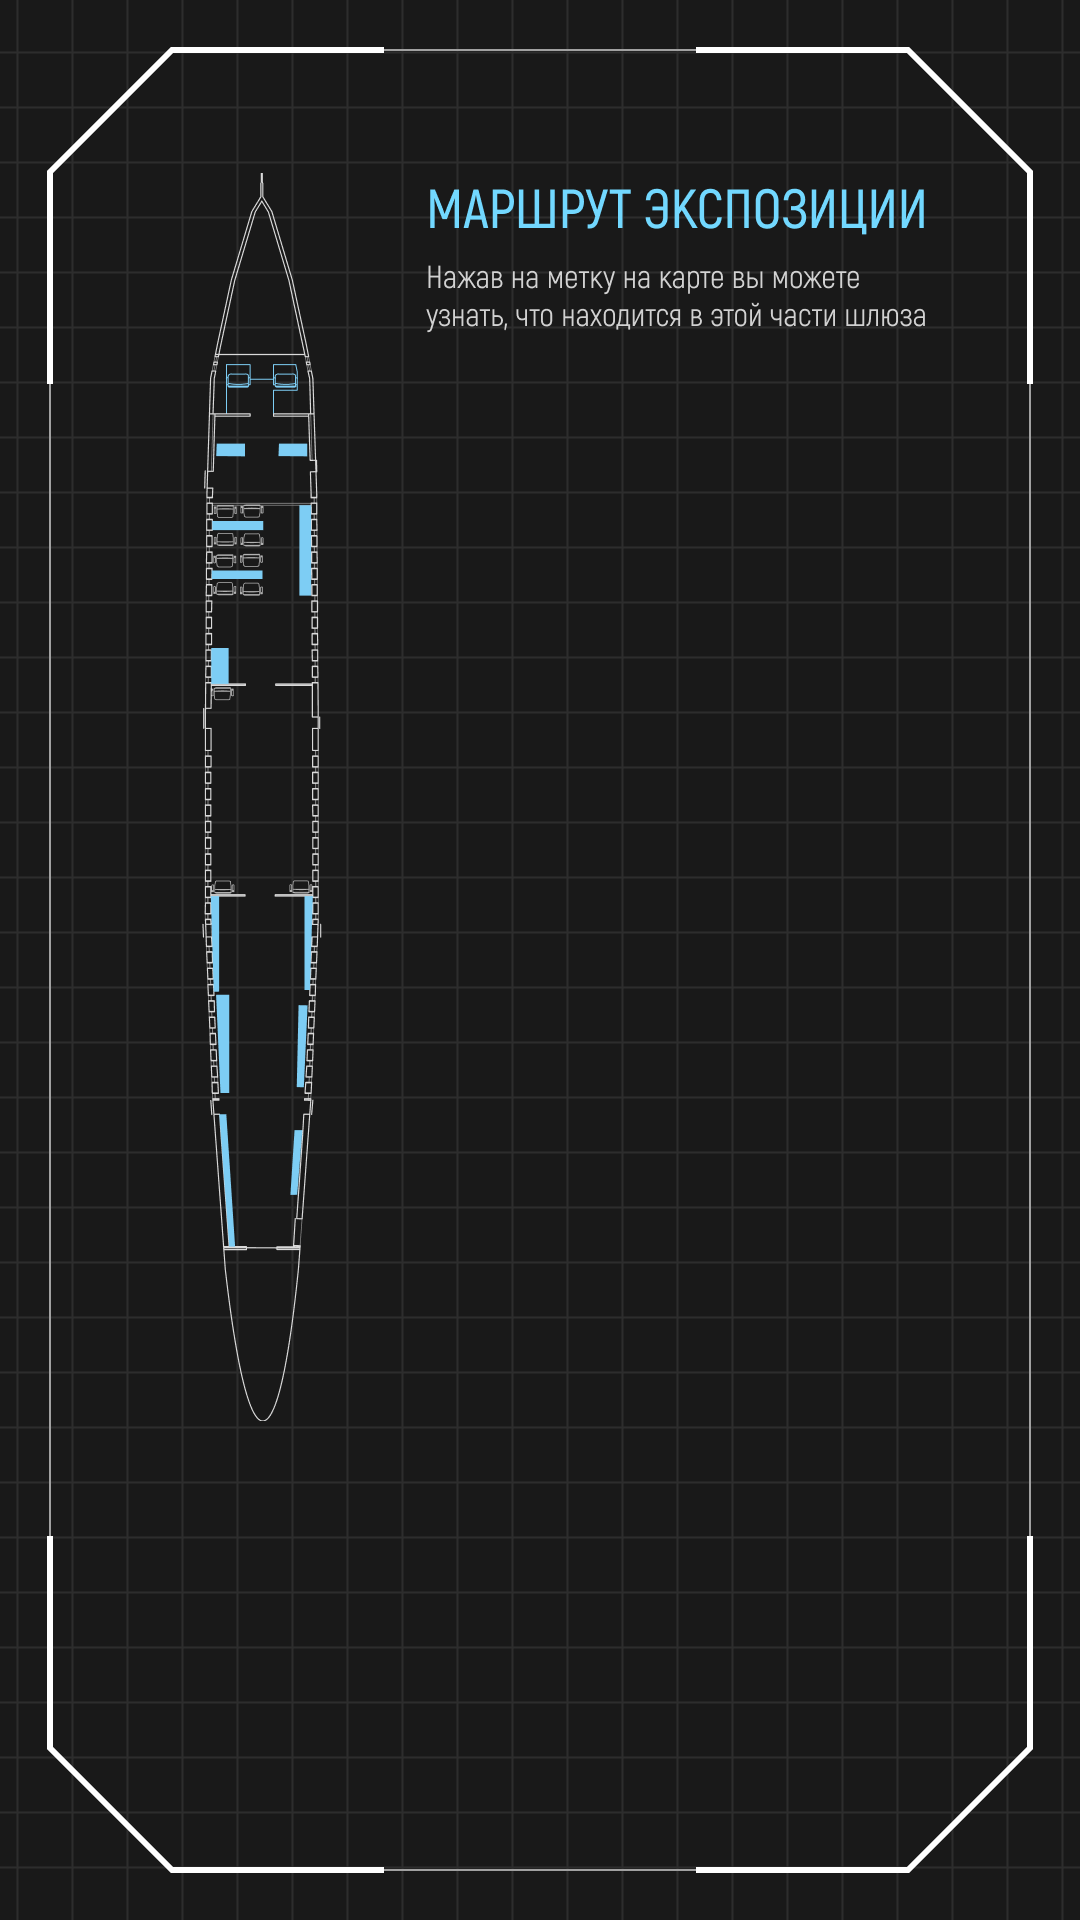 МАРШРУТ ЭКСПОЗИЦИИ
Нажав на метку на карте вы можете
узнать, что находится в этой части шлюза